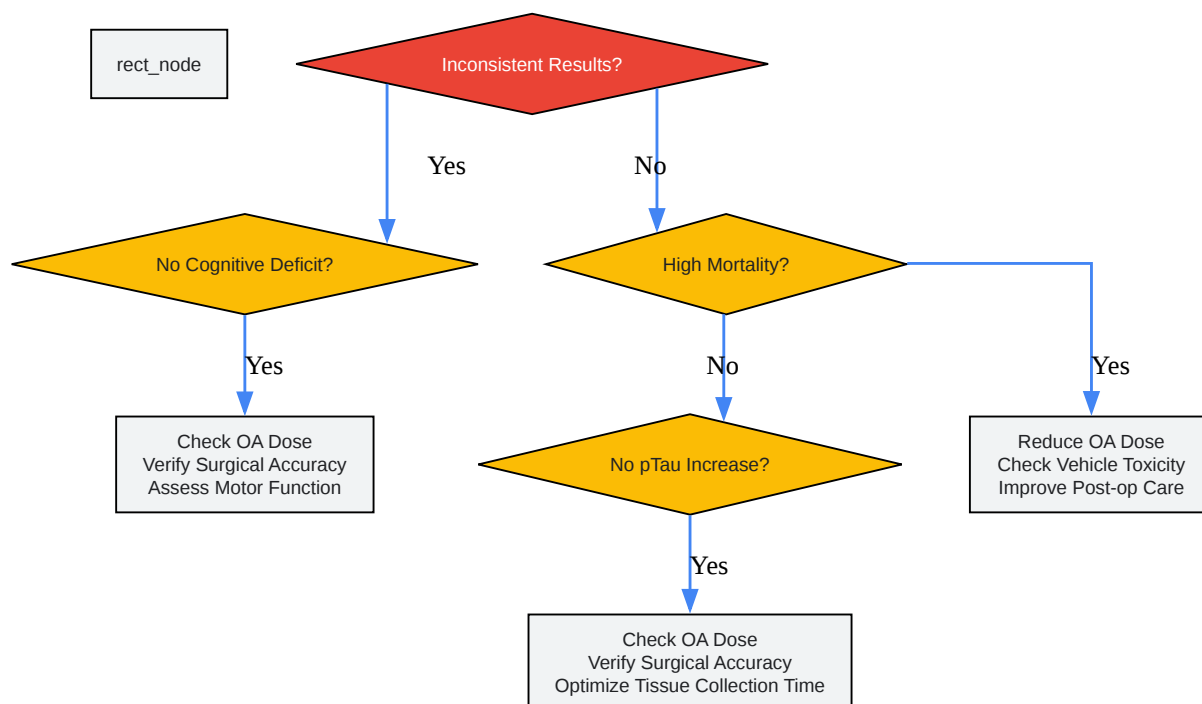 rect_node
Inconsistent Results?
Yes
No
No Cognitive Deficit?
High Mortality?
Yes
No
Yes
Check OA Dose
Verify Surgical Accuracy
Assess Motor Function
No pTau Increase?
Reduce OA Dose
Check Vehicle Toxicity
Improve Post-op Care
Yes
Check OA Dose
Verify Surgical Accuracy
Optimize Tissue Collection Time